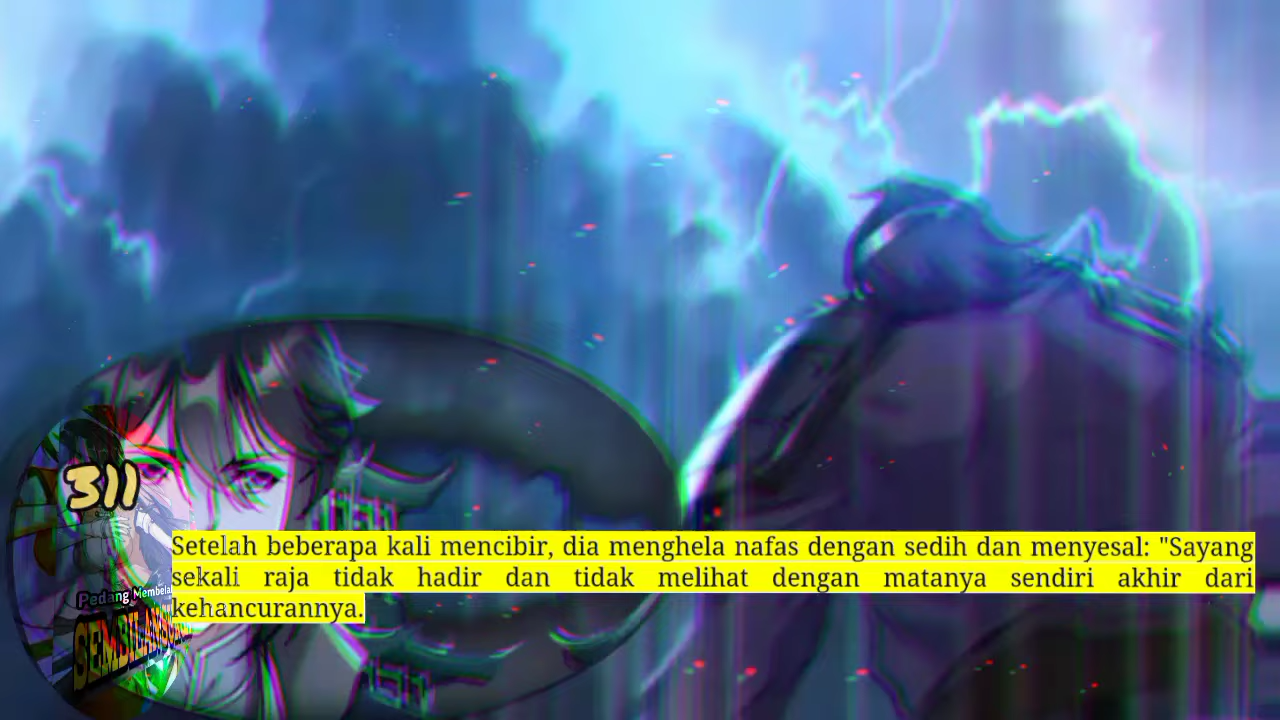 311
Setelah beberapa kali mencibir, dia menghela nafas dengan sedih dan menyesal: "Sayang
sekali raja tidak hadir dan tidak melihat dengan matanya sendiri akhir dari
kehancurannya.
Pedang